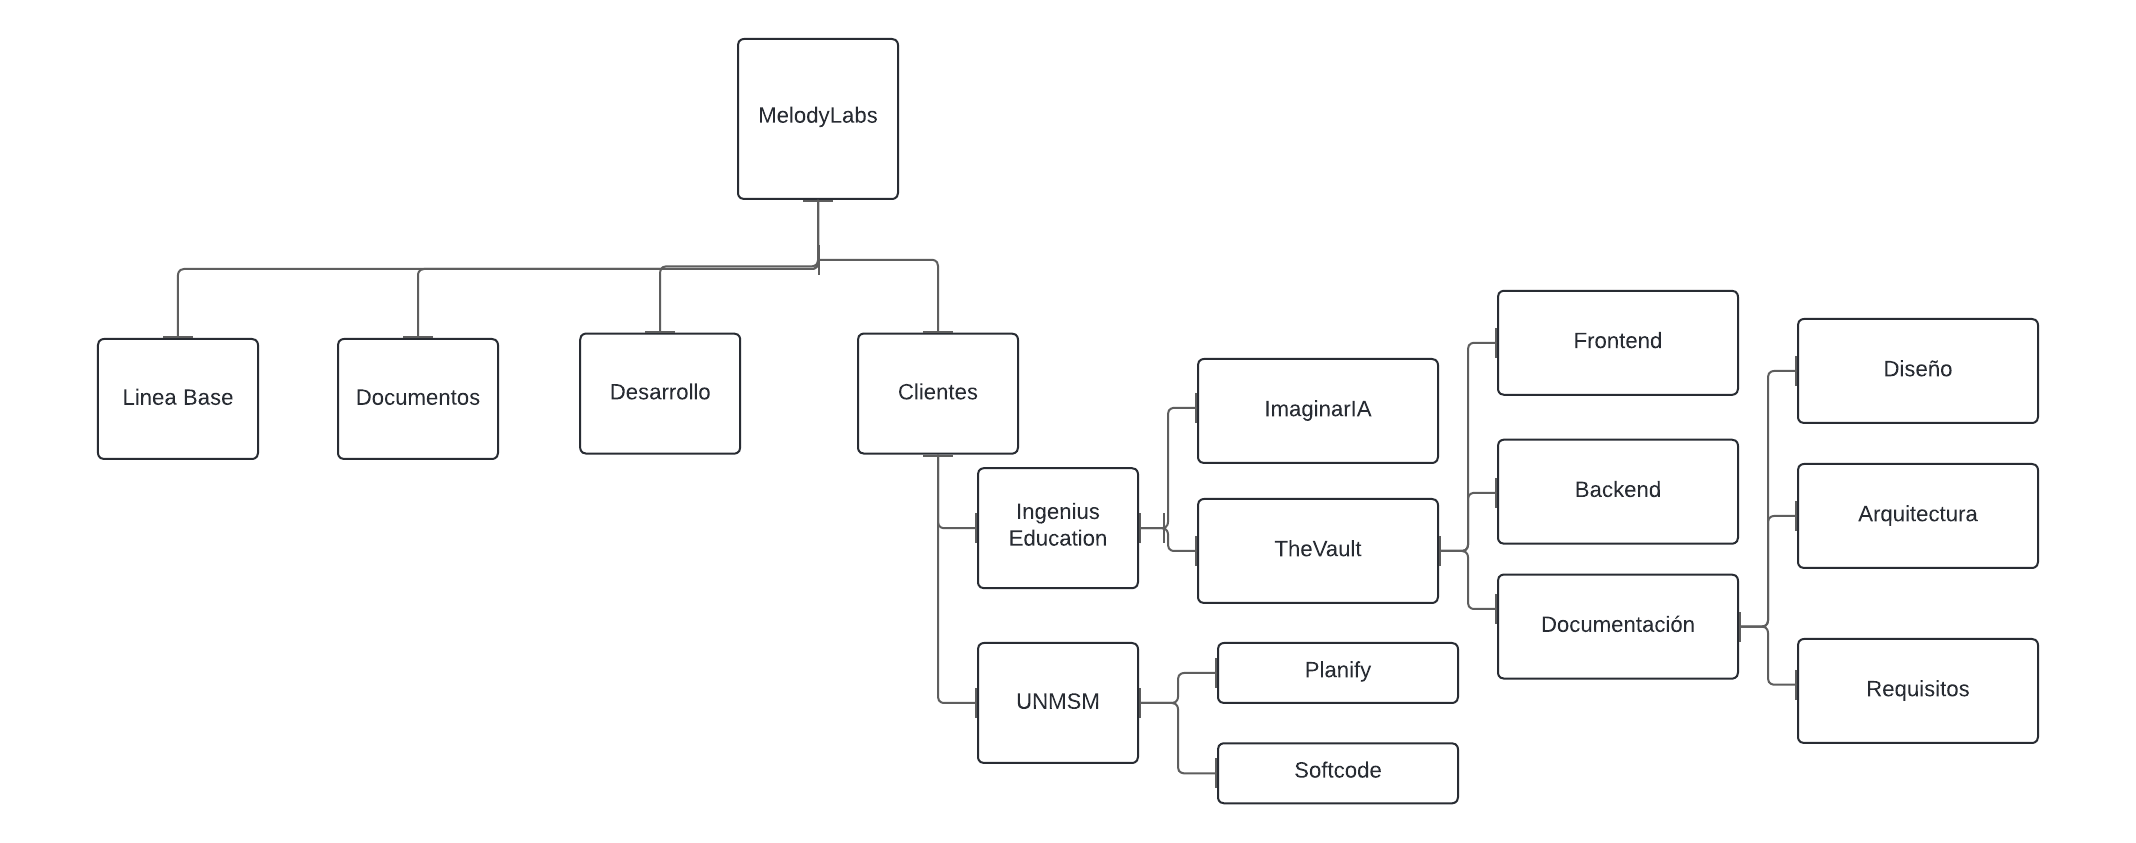 MelodyLabs
Linea Base
Documentos
Desarrollo
Clientes
Ingenius
Education
UNMSM
ImaginarIA
TheVault
Planify
Softcode
Frontend
Backend
Documentación
Diseño
Arquitectura
Requisitos